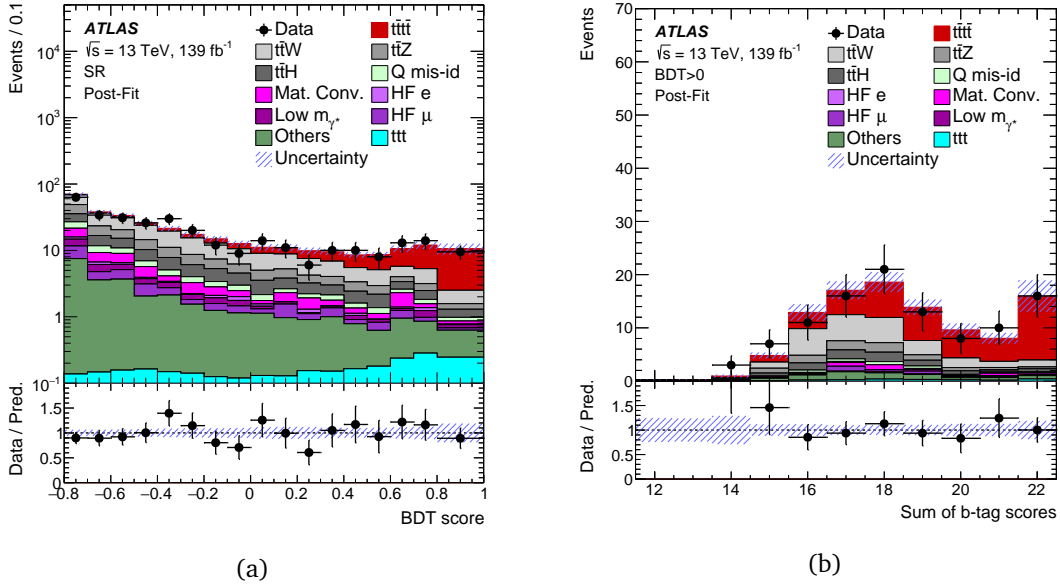 Events / 0.1
10⁴
10³
10²
10
1
10⁻¹
ATLAS
√s = 13 TeV, 139 fb⁻¹
SR
Post-Fit
Data
tt̄tt̄
tt̄W
tt̄Z
tt̄H
Q mis-id
Mat. Conv.
HF e
Low m_γ*
HF μ
Others
ttt
Uncertainty
Data / Pred.
1.5
1
0.5
0
−0.8 −0.6 −0.4 −0.2 0 0.2 0.4 0.6 0.8 1
BDT score
(a)
Events
70
60
50
40
30
20
10
0
ATLAS
√s = 13 TeV, 139 fb⁻¹
BDT>0
Post-Fit
Data
tt̄tt̄
tt̄W
tt̄Z
tt̄H
Q mis-id
HF e
Mat. Conv.
HF μ
Low m_γ*
Others
ttt
Uncertainty
Data / Pred.
1.5
1
0.5
0
12 14 16 18 20 22
Sum of b-tag scores
(b)